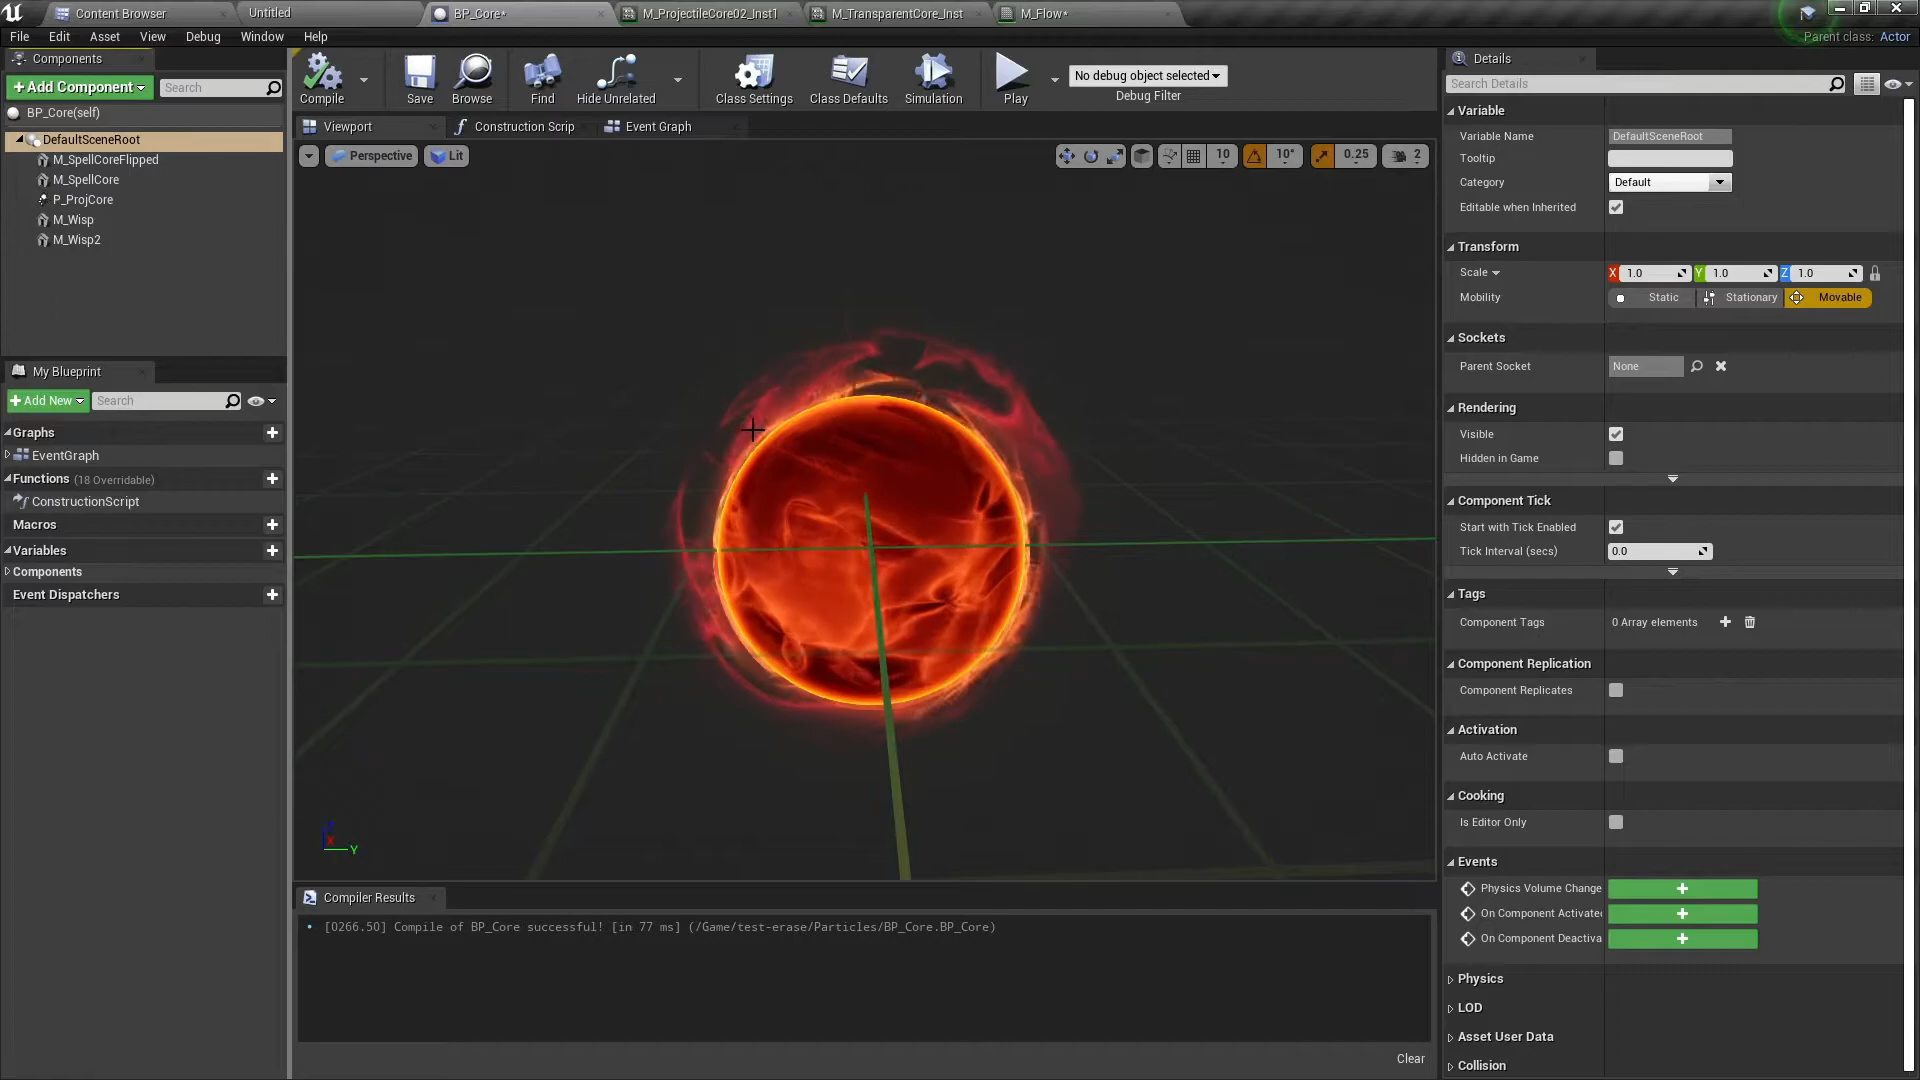 Content Browser
Untitled
BP_Core*
M_ProjectileCore02_Inst1
M_TransparentCore_Inst
M_Flow*
File Edit Asset View Debug Window Help
Parent class: Actor
Components
+Add Component
Search
BP_Core(self)
DefaultSceneRoot
M_SpellCoreFlipped
M_SpellCore
P_ProjCore
M_Wisp
M_Wisp2
My Blueprint
+Add New
Search
Graphs
EventGraph
Functions (18 Overridable)
ConstructionScript
Macros
Variables
Components
Event Dispatchers
Compile
Save
Browse
Find
Hide Unrelated
Class Settings
Class Defaults
Simulation
Play
No debug object selected
Debug Filter
Viewport
Construction Scrip
Event Graph
Perspective
Lit
10
10°
0.25
2
X
Y
Compiler Results
• [0266.50] Compile of BP_Core successful! [in 77 ms] (/Game/test-erase/Particles/BP_Core.BP_Core)
Clear
Details
Search Details
Variable
Variable Name DefaultSceneRoot
Tooltip
Category Default
Editable when Inherited
Transform
Scale X 1.0 Y 1.0 Z 1.0
Mobility Static Stationary Movable
Sockets
Parent Socket None
Rendering
Visible
Hidden in Game
Component Tick
Start with Tick Enabled
Tick Interval (secs) 0.0
Tags
Component Tags 0 Array elements
Component Replication
Component Replicates
Activation
Auto Activate
Cooking
Is Editor Only
Events
Physics Volume Change
On Component Activate
On Component Deactiva
Physics
LOD
Asset User Data
Collision